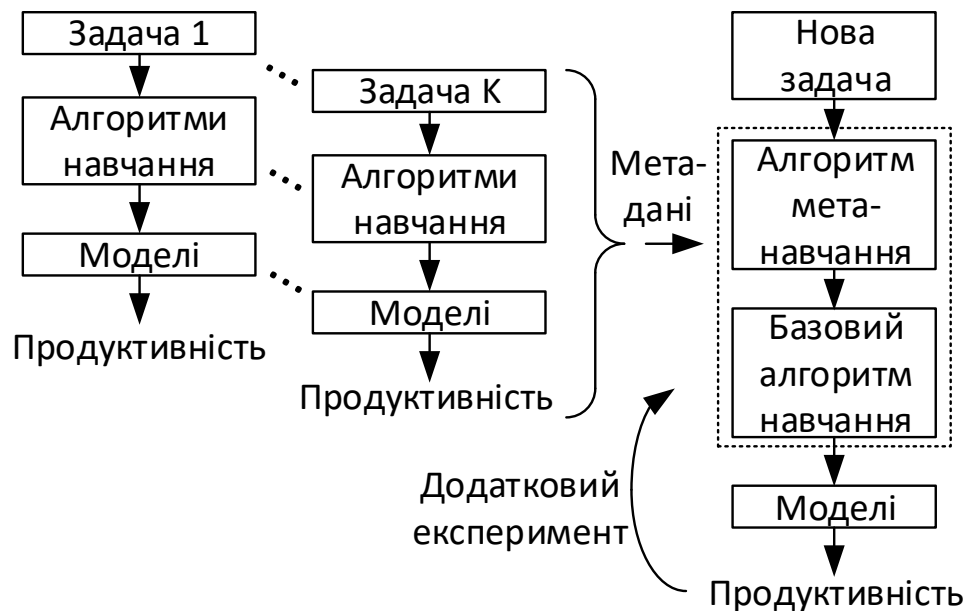 Задача 1
Алгоритми
навчання
Моделі
Продуктивність
Задача K
Алгоритми
навчання
Моделі
Продуктивність
Мета-
дані
Нова
задача
Алгоритм
мета-
навчання
Базовий
алгоритм
навчання
Моделі
Продуктивність
Додатковий
експеримент